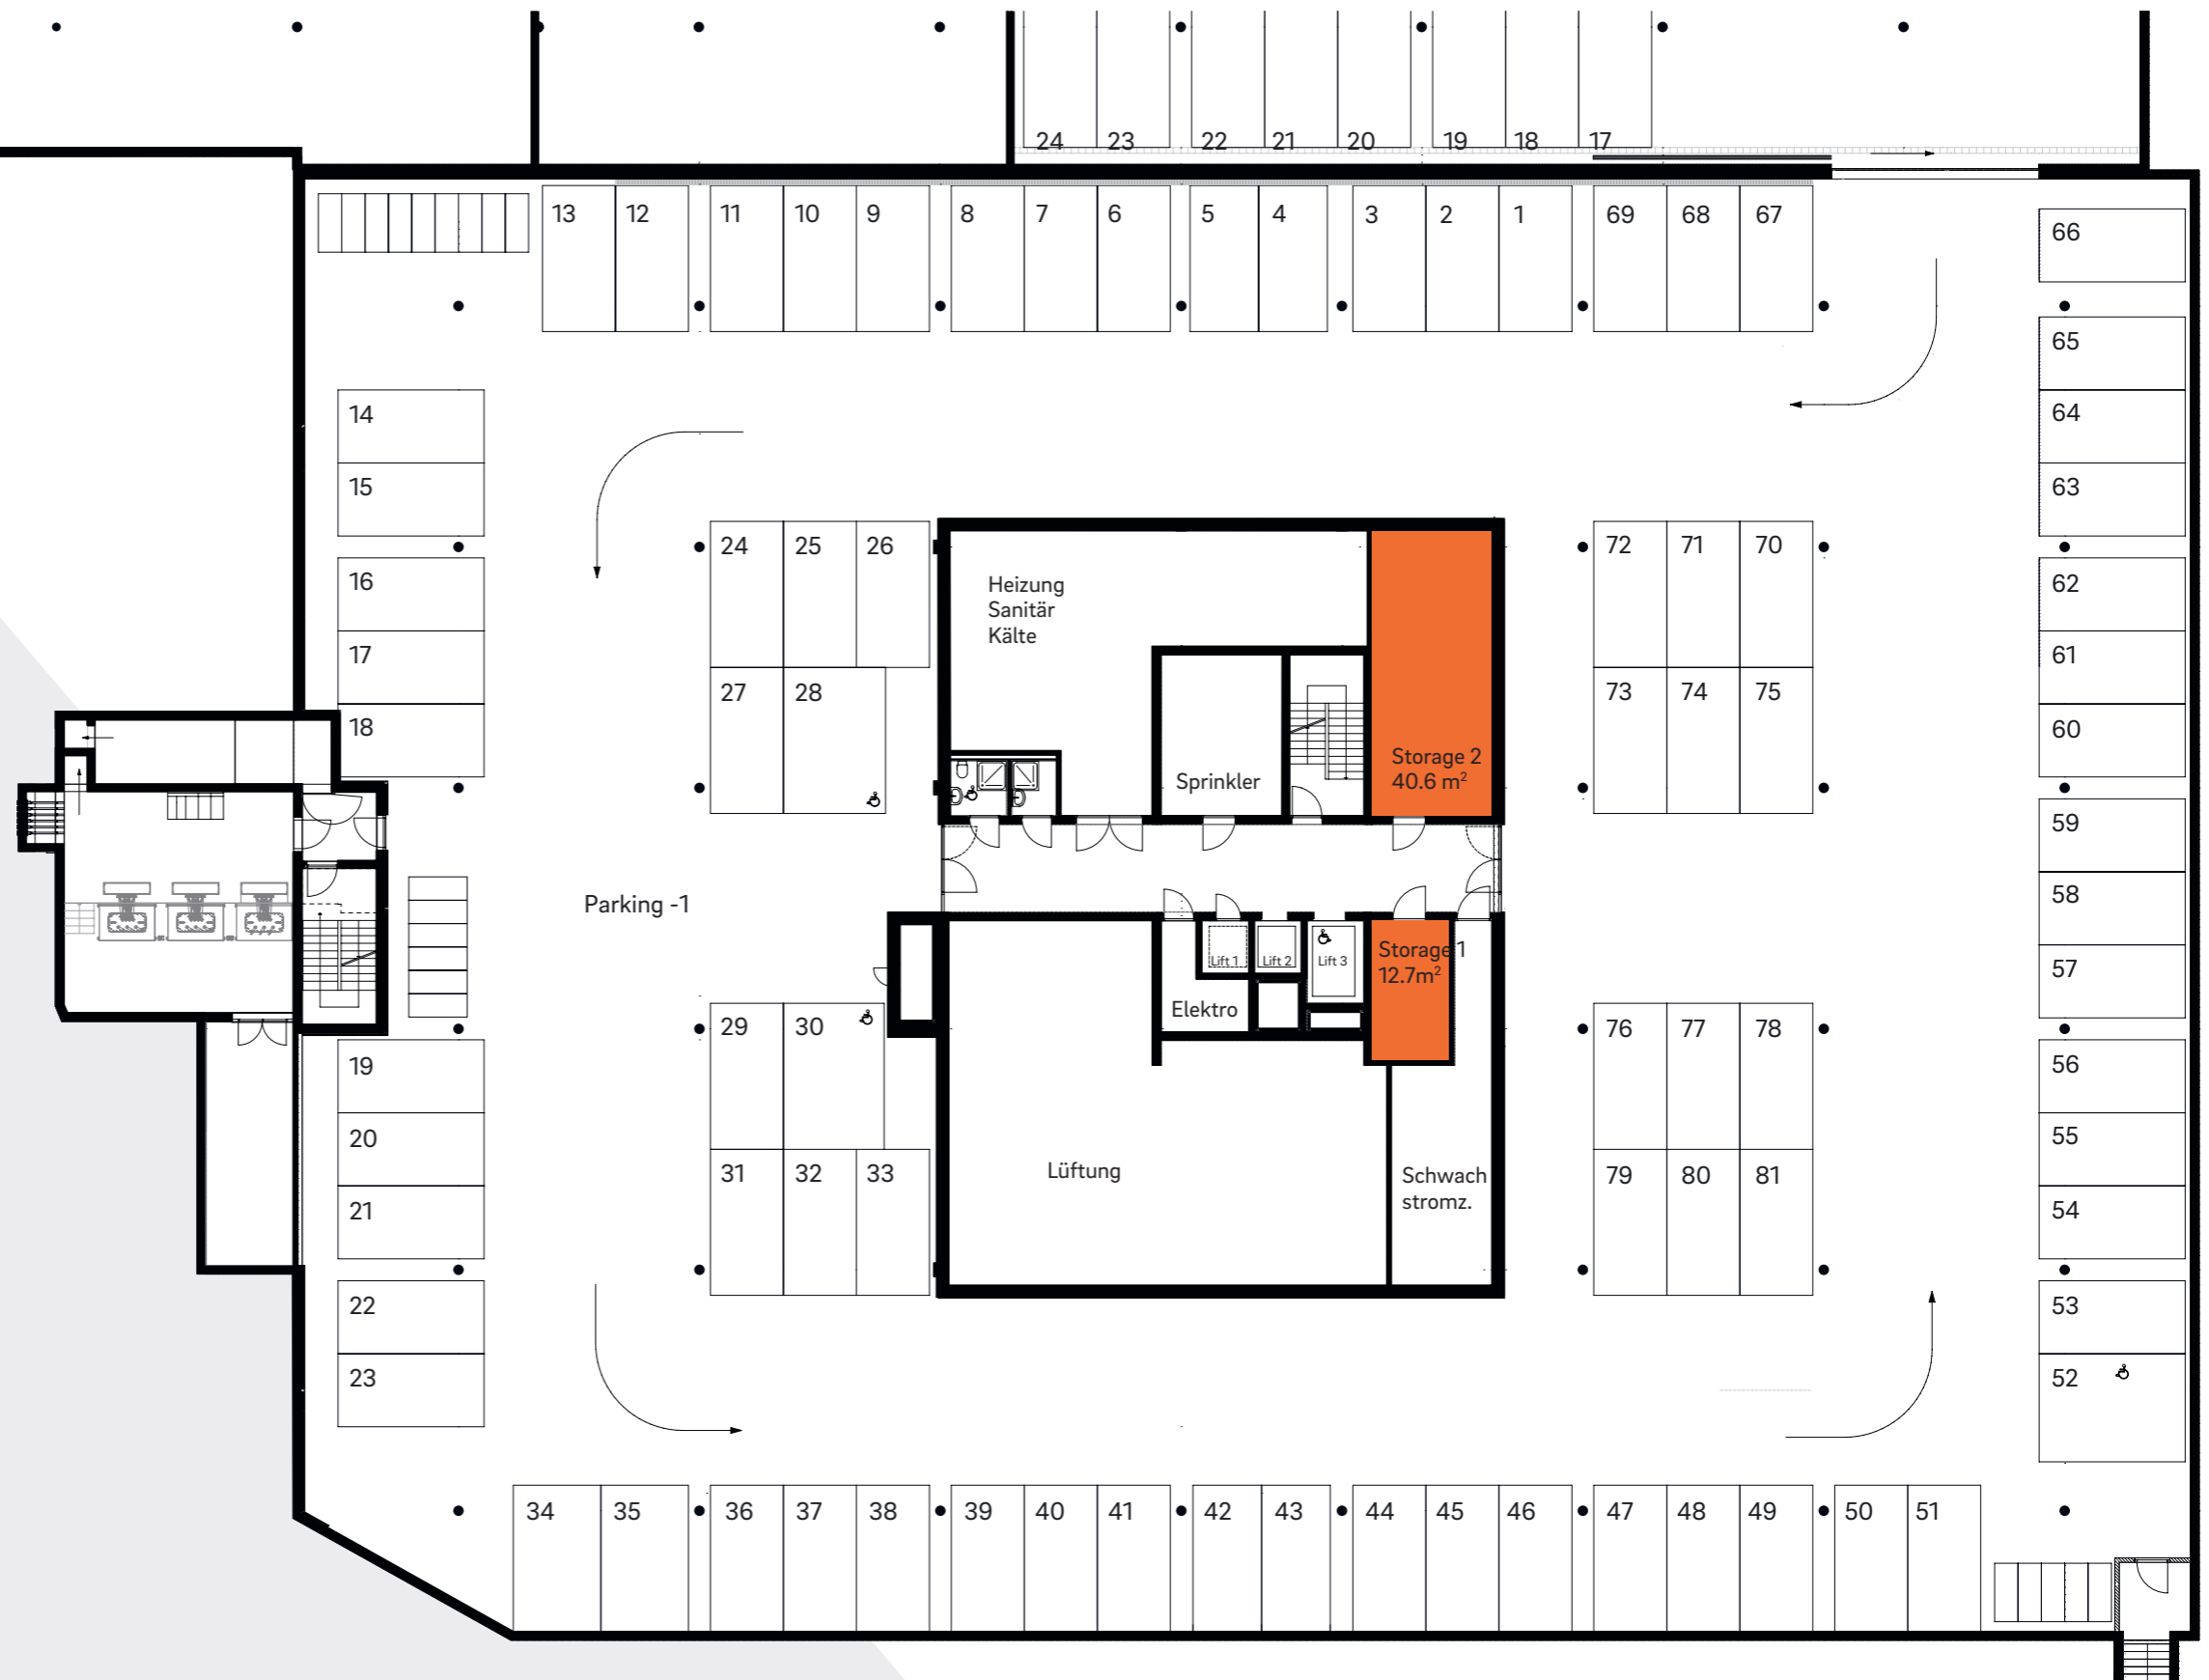 24 23 22 21 20 19 18 17
13 12 11 10 9 8 7 6 5 4 3 2 1 69 68 67
66
65
14
64
15
63
24 25 26
72 71 70
16
62
Heizung
Sanitär
Kälte
17
61
27 28
73 74 75
18
60
Storage 2
40.6 m²
Sprinkler
59
58
Parking -1
Storage 1
12.7m²
Lift 1
Lift 2
Lift 3
57
Elektro
29 30
76 77 78
19
56
20
55
31 32 33
Lüftung
Schwach
stromz.
79 80 81
21
54
22
53
23
52
34 35 36 37 38 39 40 41 42 43 44 45 46 47 48 49 50 51